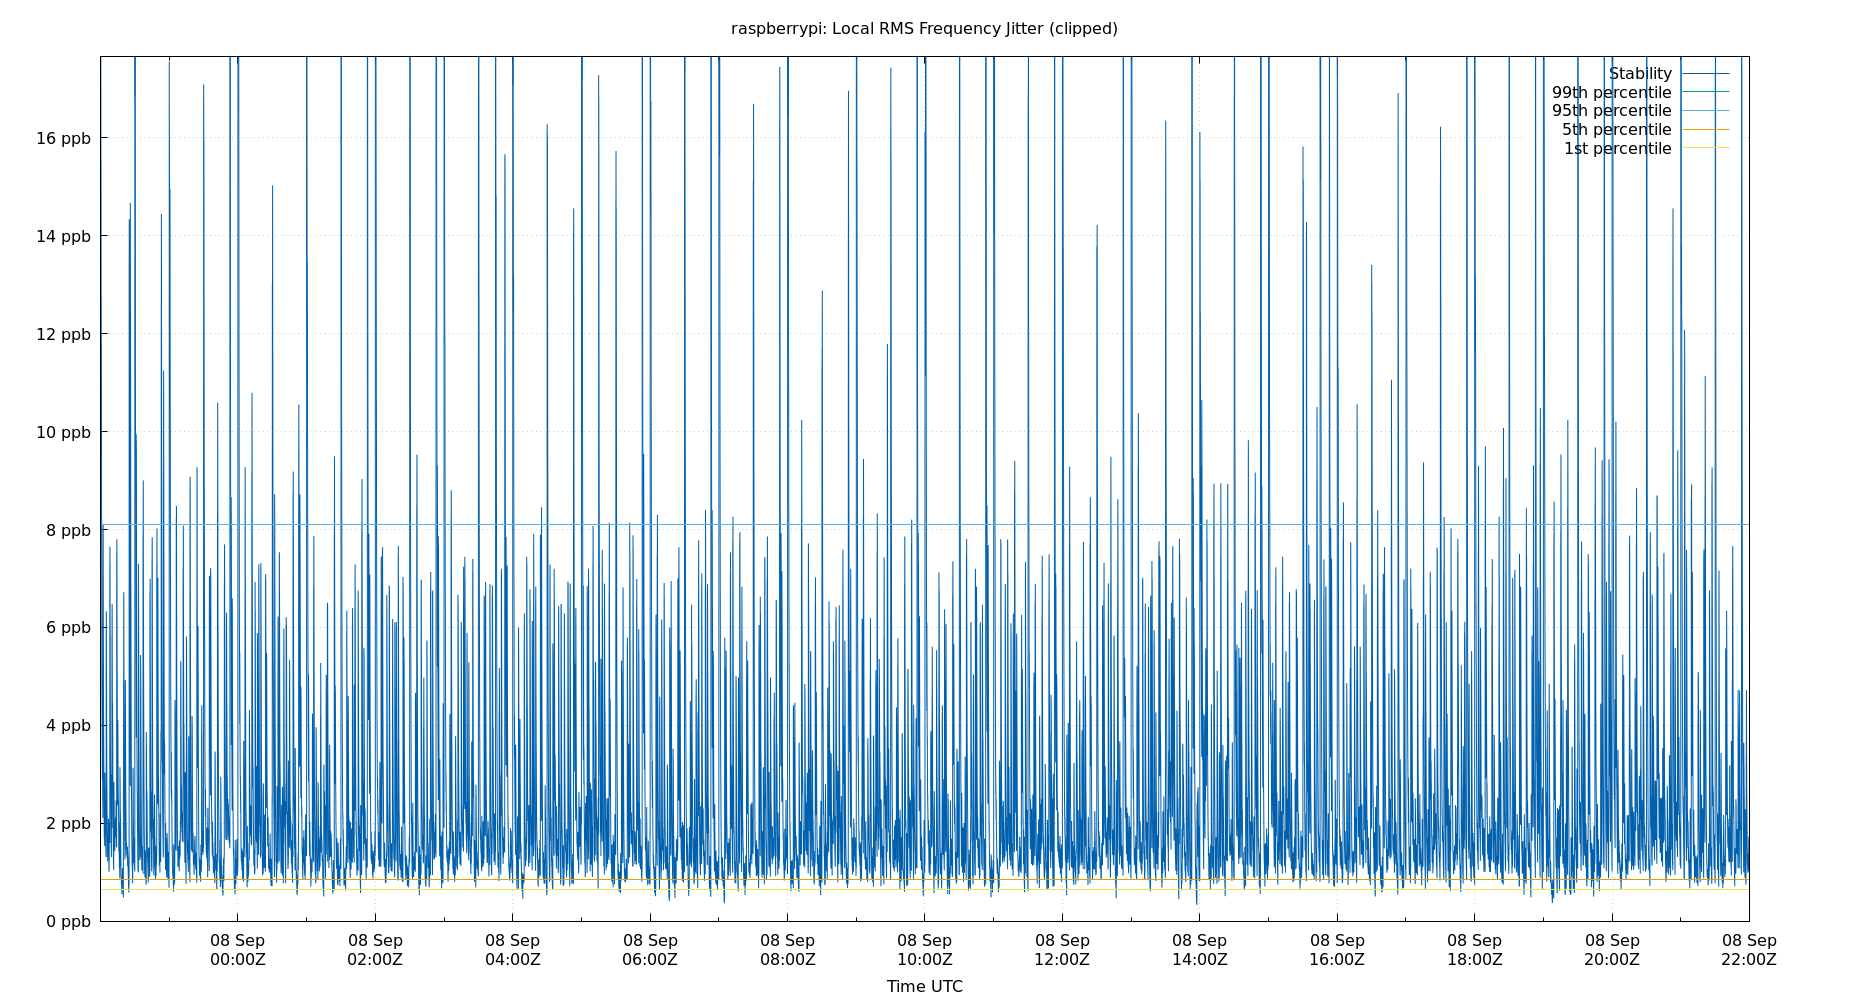 raspberrypi: Local RMS Frequency Jitter (clipped)
Stability
99th percentile
95th percentile
5th percentile
1st percentile
16 ppb
14 ppb
12 ppb
10 ppb
8 ppb
6 ppb
4 ppb
2 ppb
0 ppb
08 Sep 08 Sep 08 Sep 08 Sep 08 Sep 08 Sep 08 Sep 08 Sep 08 Sep 08 Sep 08 Sep 08 Sep
00:00Z 02:00Z 04:00Z 06:00Z 08:00Z 10:00Z 12:00Z 14:00Z 16:00Z 18:00Z 20:00Z 22:00Z
Time UTC